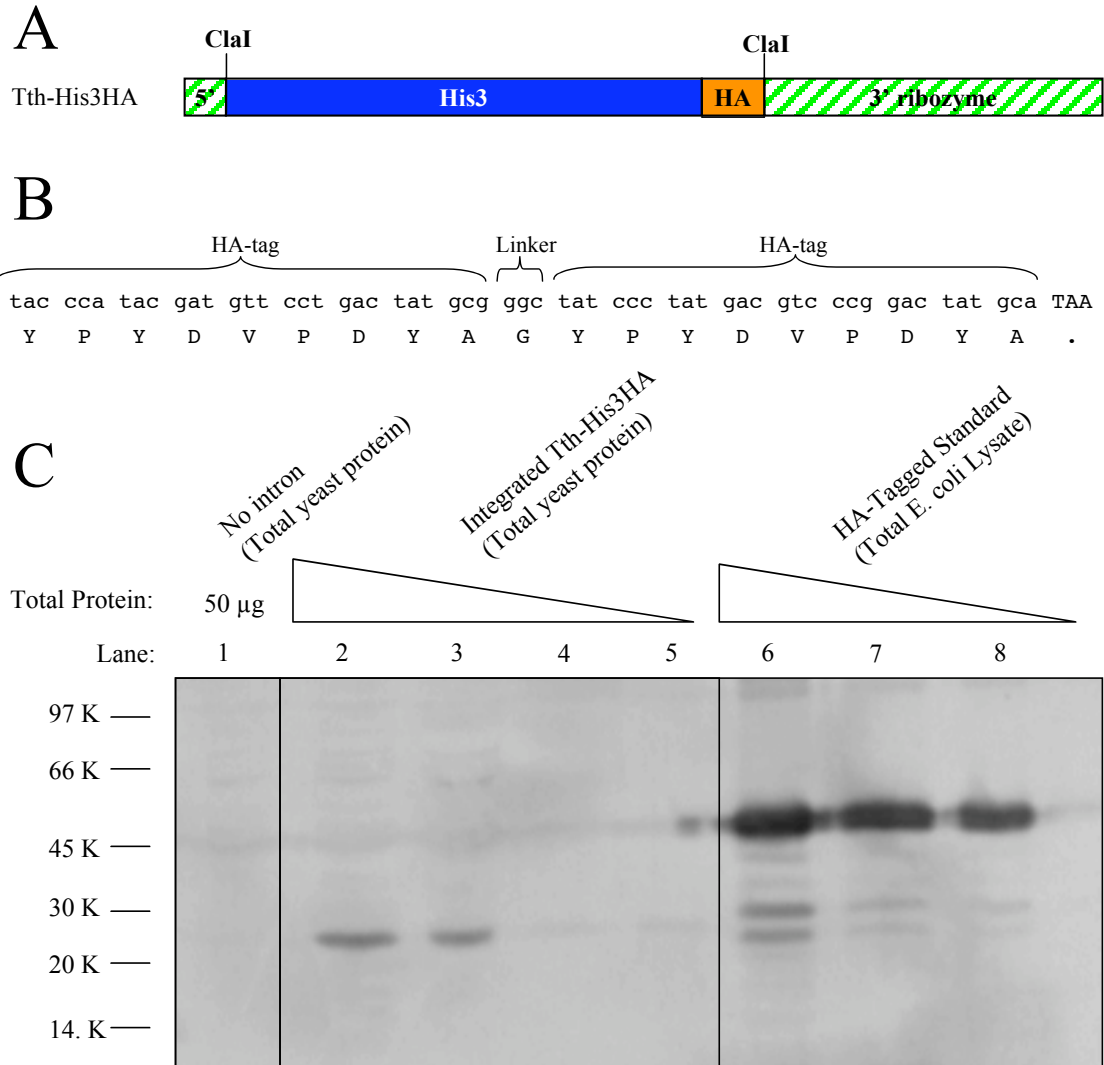 A
ClaI
ClaI
Tth-His3HA
5'
His3
HA
3' ribozyme
B
HA-tag
Linker
HA-tag
tac cca tac gat gtt cct gac tat gcg ggc tat ccc tat gac gtc ccg gac tat gca TAA
Y P Y D V P D Y A G Y P Y D V P D Y A .
C
No intron
(Total yeast protein)
Integrated Tth-His3HA
(Total yeast protein)
HA-Tagged Standard
(Total E. coli Lysate)
Total Protein:
50 µg
Lane:
1 2 3 4 5 6 7 8
97 K
66 K
45 K
30 K
20 K
14. K